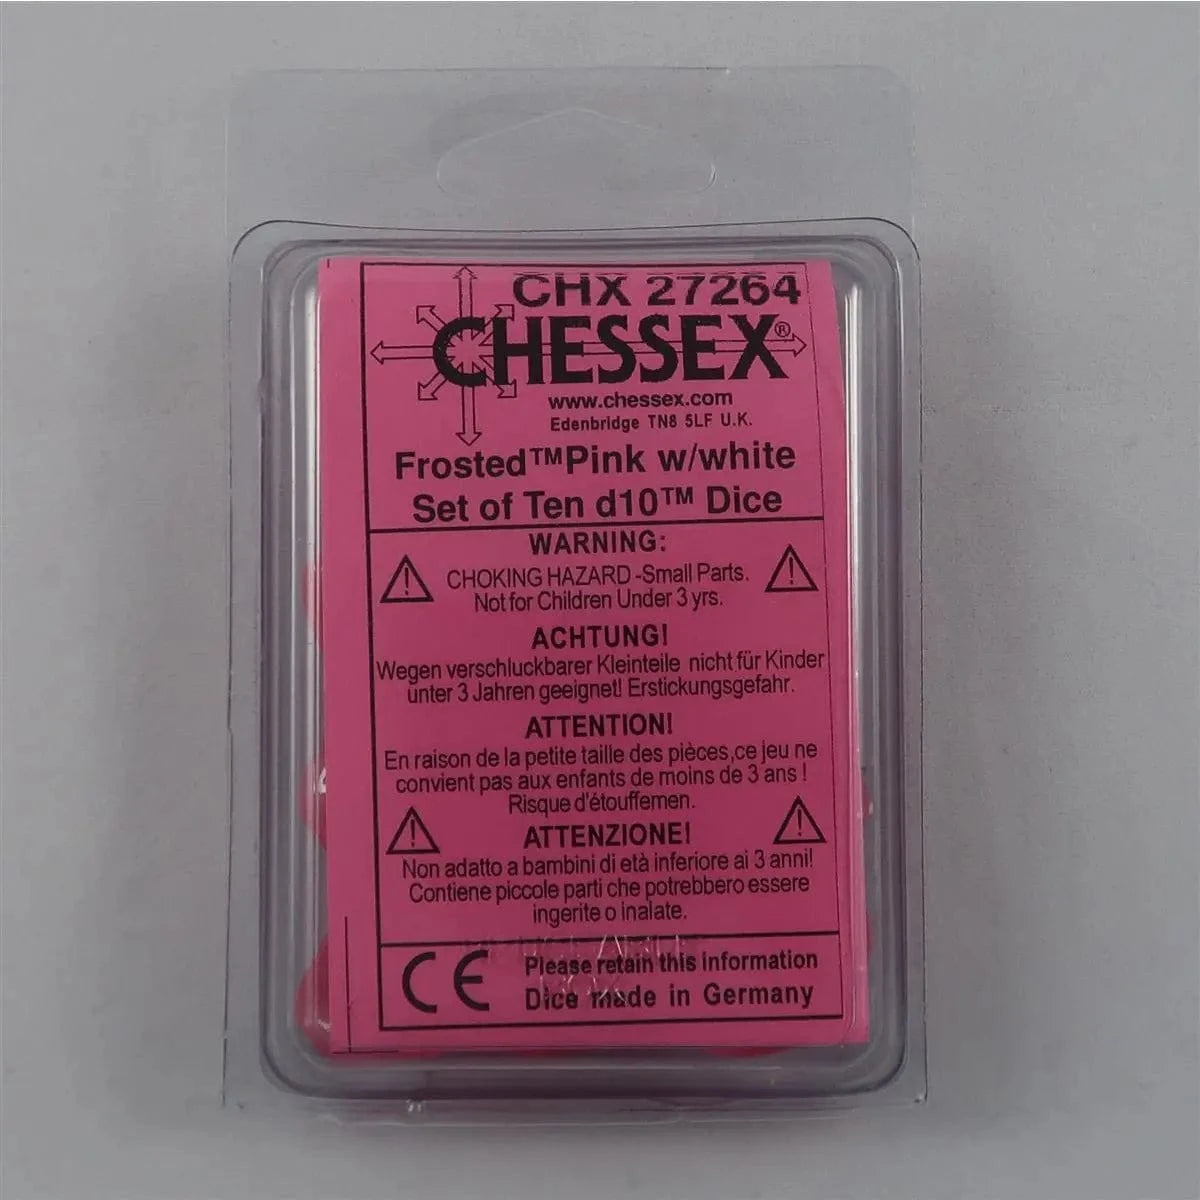 CHX 27264
CHESSEX®
www.chessex.com
Edenbridge TN8 5LF U.K.
Frosted™Pink w/white
Set of Ten d10™ Dice
WARNING:
CHOKING HAZARD -Small Parts.
Not for Children Under 3 yrs.
ACHTUNG!
Wegen verschluckbarer Kleinteile nicht für Kinder
unter 3 Jahren geeignet! Erstickungsgefahr.
ATTENTION!
En raison de la petite taille des pièces,ce jeu ne
convient pas aux enfants de moins de 3 ans !
Risque d'étouffemen.
ATTENZIONE!
Non adatto a bambini di età inferiore ai 3 anni!
Contiene piccole parti che potrebbero essere
ingerite o inalate.
CE
Please retain this information
Dice made in Germany